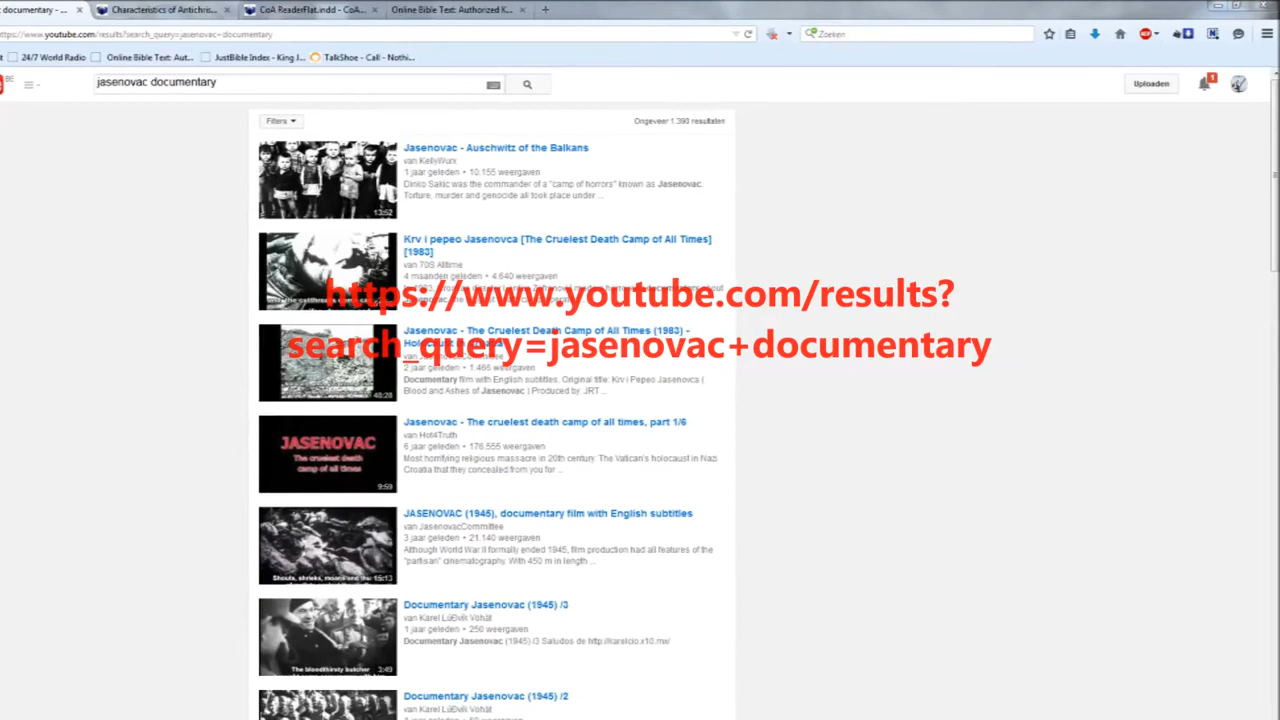 documentary - ...
Characteristics of Antichris...
CoA ReaderFlat.indd - CoA...
Online Bible Text: Authorized K...
https://www.youtube.com/results?search_query=jasenovac+documentary
Zoeken
24/7 World Radio
Online Bible Text: Aut...
JustBible Index - King J...
TalkShoe - Call - Nothi...
BE
jasenovac documentary
Uploaden
1
Filters
Ongeveer 1.390 resultaten
Jasenovac - Auschwitz of the Balkans
van KellyWurx
1 jaar geleden • 10.155 weergaven
Dinko Sakic was the commander of a "camp of horrors" known as Jasenovac.
Torture, murder and genocide all took place under ...
13:52
Krv i pepeo Jasenovca [The Cruelest Death Camp of All Times]
[1983]
van 70S Alltime
4 maanden geleden • 4.640 weergaven
https://www.youtube.com/results?
search_query=jasenovac+documentary
Jasenovac - The Cruelest Death Camp of All Times (1983) -
2 jaar geleden • 1.465 weergaven
Documentary film with English subtitles. Original title: Krv i Pepeo Jasenovca (
Blood and Ashes of Jasenovac ) Produced by: JRT ...
48:28
Jasenovac - The cruelest death camp of all times, part 1/6
van Hot4Truth
6 jaar geleden • 176.555 weergaven
Most horrifying religious massacre in 20th century. The Vatican's holocaust in Nazi
Croatia that they concealed from you for ...
JASENOVAC
The cruelest death
camp of all times
9:59
JASENOVAC (1945), documentary film with English subtitles
van JasenovacCommittee
3 jaar geleden • 21.140 weergaven
Although World War II formally ended 1945, film production had all features of the
"partisan" cinematography. With 450 m in length ...
Shouts, shrieks, moans and the
15:13
Documentary Jasenovac (1945) /3
1 jaar geleden • 250 weergaven
Documentary Jasenovac (1945) /3 Saludos de http://karelcio.x10.mx/
The bloodthirsty butcher
3:49
Documentary Jasenovac (1945) /2